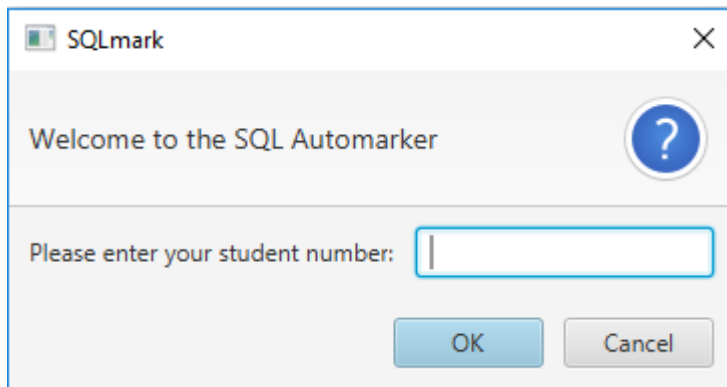 SQLmark
Welcome to the SQL Automarker
?
Please enter your student number:
OK Cancel